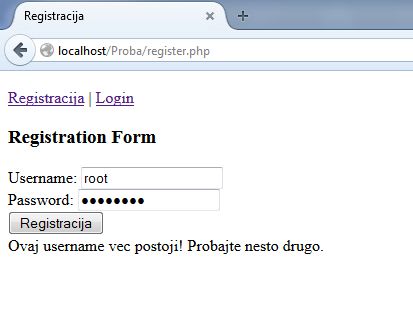 Registracija
localhost/Proba/register.php
Registracija | Login
Registration Form
Username: root
Password: ●●●●●●●●
Registracija
Ovaj username vec postoji! Probajte nesto drugo.